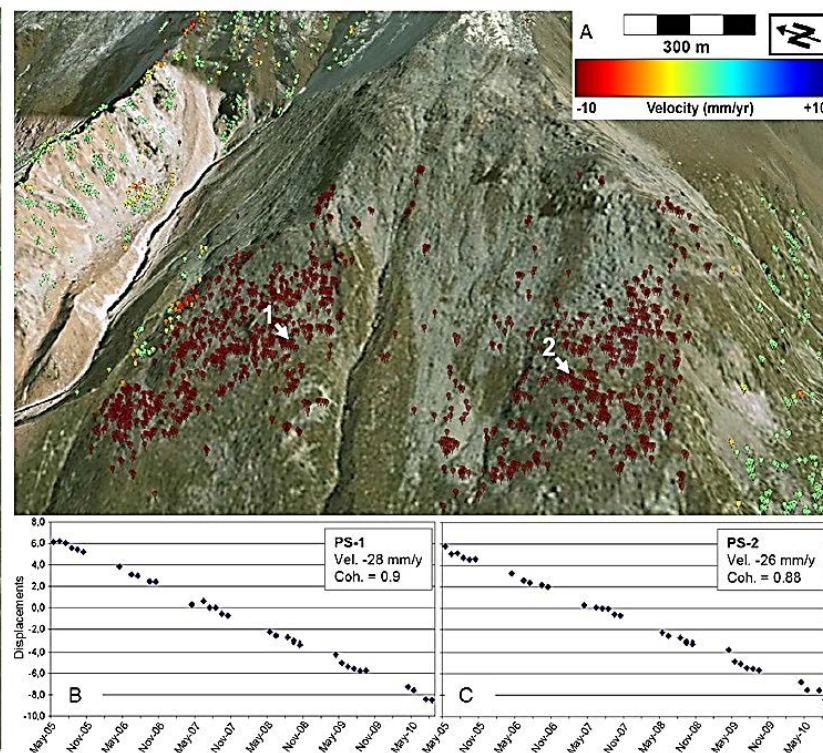 A
300 m
N
-10 Velocity (mm/yr) +10
1
2
8,0
6,0
4,0
2,0
0,0
-2,0
-4,0
-6,0
-8,0
-10,0
Displacements
PS-1
Vel. -28 mm/y
Coh. = 0.9
B
May-05 Nov-05 May-06 Nov-06 May-07 Nov-07 May-08 Nov-08 May-09 Nov-09 May-10
PS-2
Vel. -26 mm/y
Coh. = 0.88
C
May-05 Nov-05 May-06 Nov-06 May-07 Nov-07 May-08 Nov-08 May-09 Nov-09 May-10